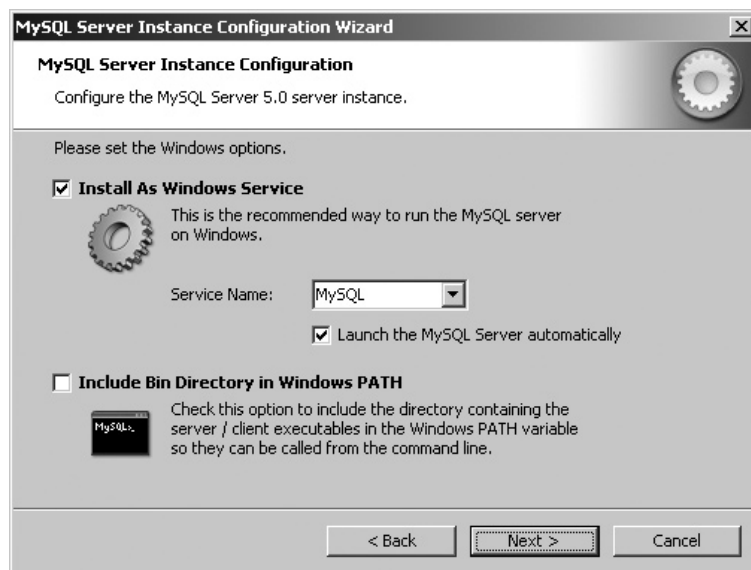 MySQL Server Instance Configuration Wizard
MySQL Server Instance Configuration
Configure the MySQL Server 5.0 server instance.
Please set the Windows options.
Install As Windows Service
This is the recommended way to run the MySQL server
on Windows.
Service Name: MySQL
Launch the MySQL Server automatically
Include Bin Directory in Windows PATH
MySQL>_
Check this option to include the directory containing the
server / client executables in the Windows PATH variable
so they can be called from the command line.
< Back Next > Cancel